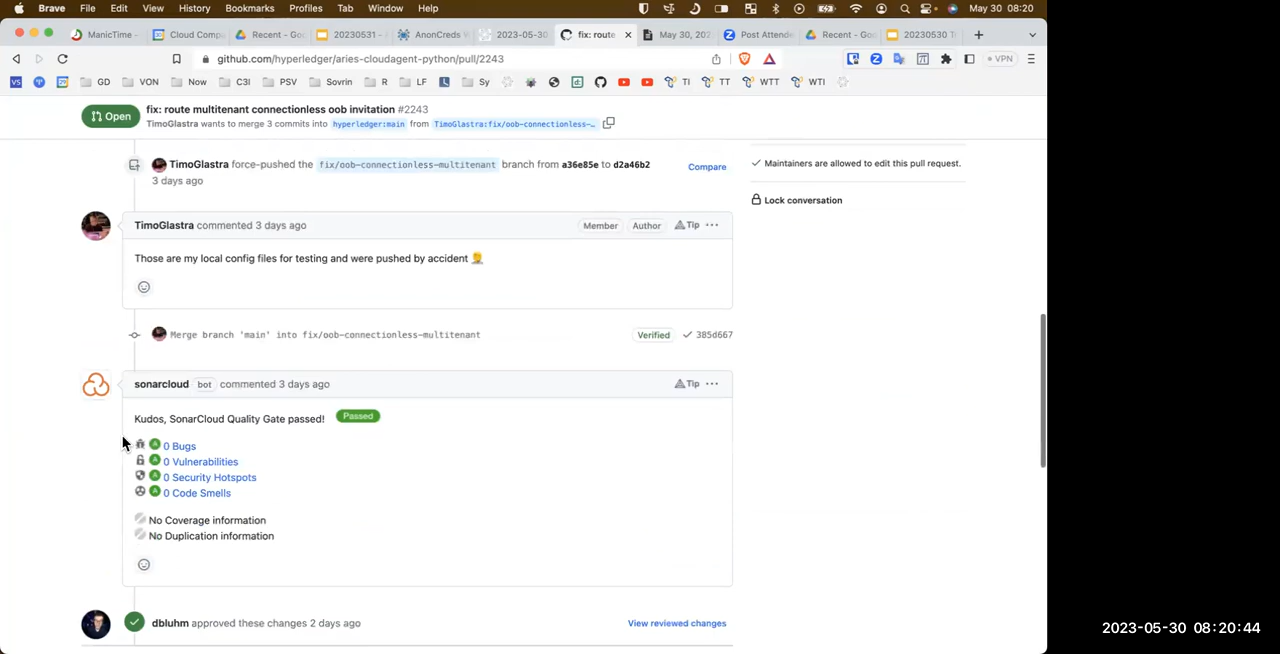 Brave File Edit View History Bookmarks Profiles Tab Window Help May 30 08:20
ManicTime - Cloud Compa Recent - Goo 20230531 - AnonCreds W 2023-05-30 fix: route May 30, 202 Post Attende Recent - Goo 20230530 T
github.com/hyperledger/aries-cloudagent-python/pull/2243 VPN
GD VON Now C3I PSV Sovrin R LF Sy TI TT WTT WTI
Open fix: route multitenant connectionless oob invitation #2243
TimoGlastra wants to merge 3 commits into hyperledger:main from TimoGlastra:fix/oob-connectionless-…
TimoGlastra force-pushed the fix/oob-connectionless-multitenant branch from a36e85e to d2a46b2 Compare
3 days ago
Maintainers are allowed to edit this pull request.
Lock conversation
TimoGlastra commented 3 days ago Member Author Tip ...
Those are my local config files for testing and were pushed by accident 🤦
Merge branch 'main' into fix/oob-connectionless-multitenant Verified 385d667
sonarcloud bot commented 3 days ago Tip ...
Kudos, SonarCloud Quality Gate passed! Passed
A 0 Bugs
A 0 Vulnerabilities
A 0 Security Hotspots
A 0 Code Smells
No Coverage information
No Duplication information
dbluhm approved these changes 2 days ago View reviewed changes
2023-05-30 08:20:44